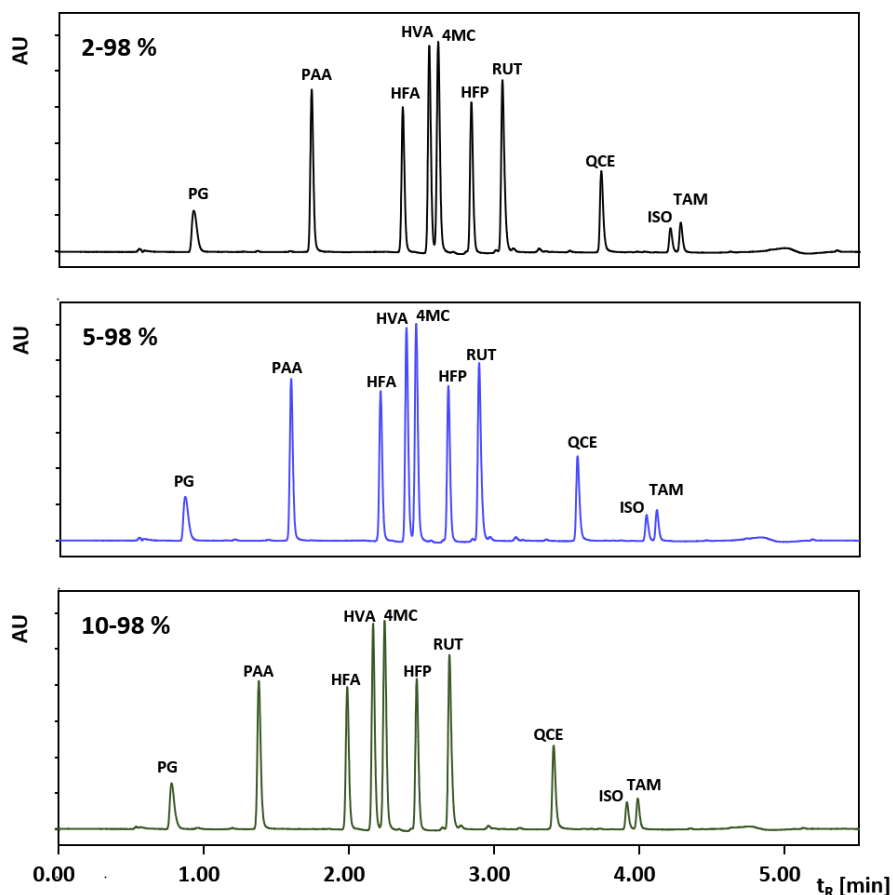 AU
2-98 %
PG
PAA
HFA
HVA
4MC
HFP
RUT
QCE
ISO
TAM
AU
5-98 %
PG
PAA
HFA
HVA
4MC
HFP
RUT
QCE
ISO
TAM
AU
10-98 %
PG
PAA
HFA
HVA
4MC
HFP
RUT
QCE
ISO
TAM
0.00 1.00 2.00 3.00 4.00 5.00 tR [min]